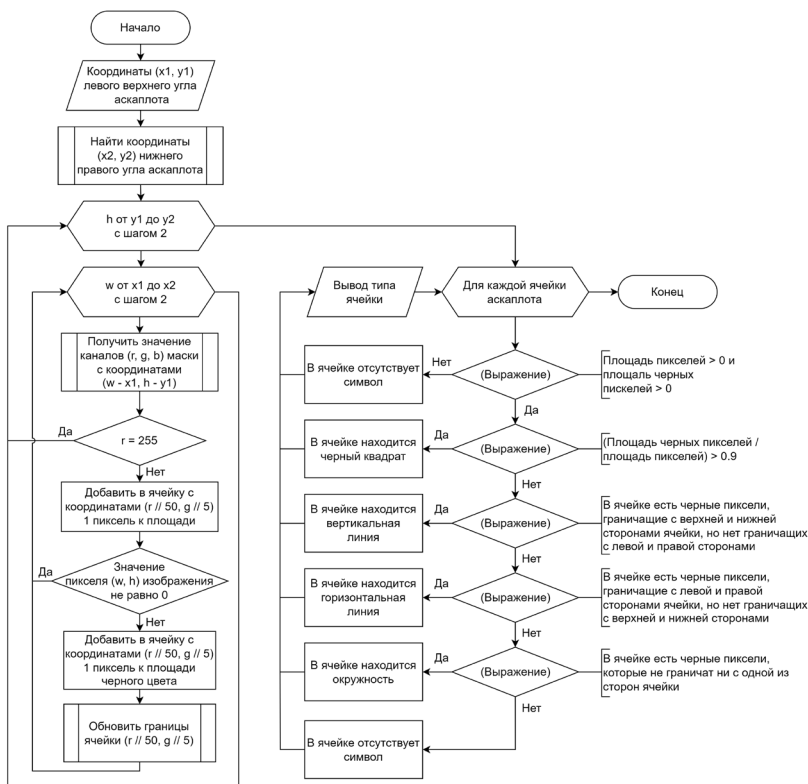 Начало
Координаты (x1, y1)
левого верхнего угла
аскаплота
Найти координаты
(x2, y2) нижнего
правого угла аскаплота
h от y1 до y2
с шагом 2
w от x1 до x2
с шагом 2
Получить значение
каналов (r, g, b) маски
с координатами
(w - x1, h - y1)
Да
r = 255
Нет
Добавить в ячейку с
координатами (r // 50, g // 5)
1 пиксель к площади
Да
Значение
пикселя (w, h) изображения
не равно 0
Нет
Добавить в ячейку с
координатами (r // 50, g // 5)
1 пиксель к площади
черного цвета
Обновить границы
ячейки (r // 50, g // 5)
Вывод типа
ячейки
Для каждой ячейки
аскаплота
Конец
В ячейке отсутствует
символ
Нет
(Выражение)
Площадь пикселей > 0 и
площаль черных
пискелей > 0
Да
В ячейке находится
черный квадрат
Да
(Выражение)
(Площадь черных пикселей /
площадь пикселей) > 0.9
Нет
В ячейке находится
вертикальная
линия
Да
(Выражение)
В ячейке есть черные пиксели,
граничащие с верхней и нижней
сторонами ячейки, но нет граничащих
с левой и правой сторонами
Нет
В ячейке находится
горизонтальная
линия
Да
(Выражение)
В ячейке есть черные пиксели,
граничащие с левой и правой
сторонами ячейки, но нет граничащих
с верхней и нижней сторонами
Нет
В ячейке находится
окружность
Да
(Выражение)
В ячейке есть черные пиксели,
которые не граничат ни с одной из
сторон ячейки
Нет
В ячейке отсутствует
символ